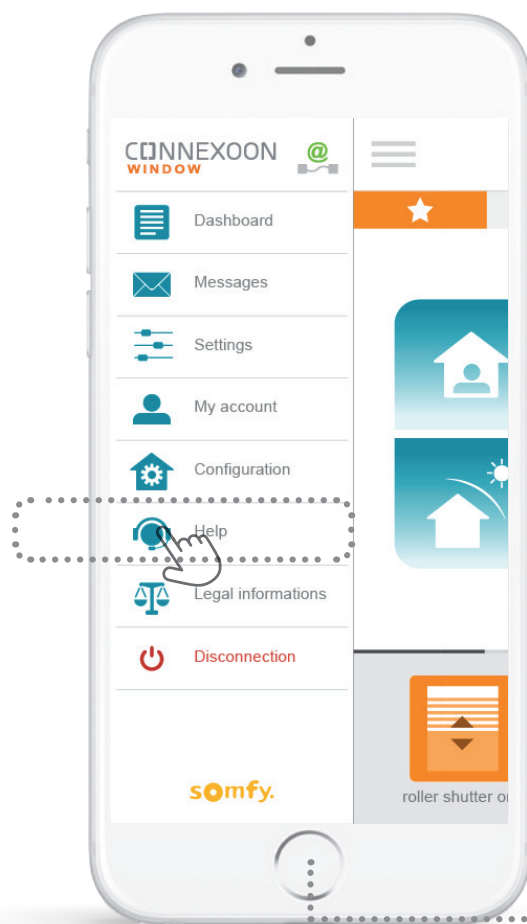 CONNEXOON
WINDOW
@
Dashboard
Messages
Settings
My account
Configuration
Help
Legal informations
Disconnection
somfy.
roller shutter